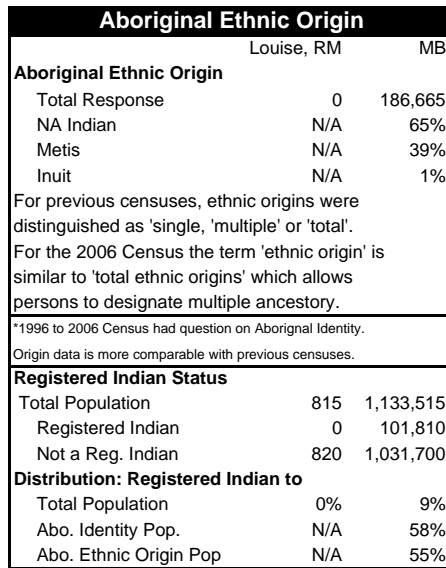 Aboriginal Ethnic Origin
Louise, RM MB
Aboriginal Ethnic Origin
Total Response 0 186,665
NA Indian N/A 65%
Metis N/A 39%
Inuit N/A 1%
For previous censuses, ethnic origins were
distinguished as 'single, 'multiple' or 'total'.
For the 2006 Census the term 'ethnic origin' is
similar to 'total ethnic origins' which allows
persons to designate multiple ancestory.
*1996 to 2006 Census had question on Aborignal Identity.
Origin data is more comparable with previous censuses.
Registered Indian Status
Total Population 815 1,133,515
Registered Indian 0 101,810
Not a Reg. Indian 820 1,031,700
Distribution: Registered Indian to
Total Population 0% 9%
Abo. Identity Pop. N/A 58%
Abo. Ethnic Origin Pop N/A 55%